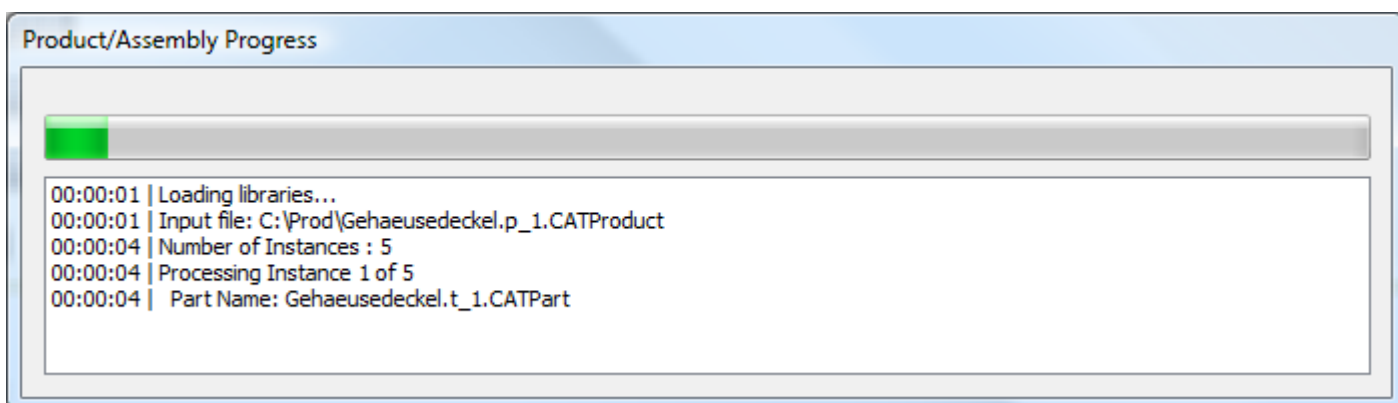 Product/Assembly Progress
00:00:01 | Loading libraries...
00:00:01 | Input file: C:\Prod\Gehaeusedeckel.p_1.CATProduct
00:00:04 | Number of Instances : 5
00:00:04 | Processing Instance 1 of 5
00:00:04 |   Part Name: Gehaeusedeckel.t_1.CATPart